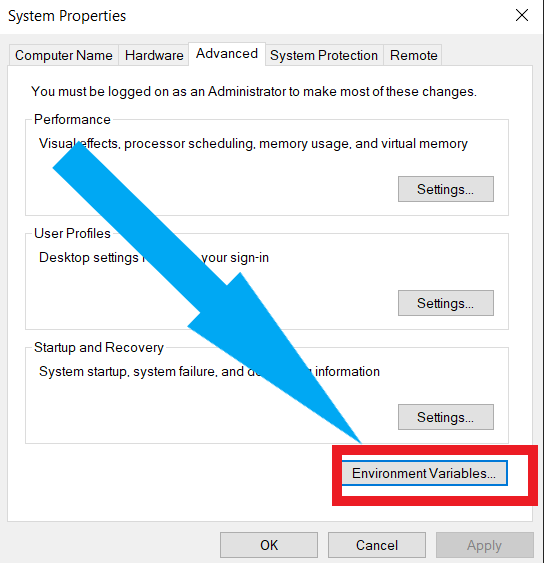 System Properties
Computer Name Hardware Advanced System Protection Remote
You must be logged on as an Administrator to make most of these changes.
Performance
Visual effects, processor scheduling, memory usage, and virtual memory
Settings...
User Profiles
Desktop settings your sign-in
Settings...
Startup and Recovery
System startup, system failure, and information
Settings...
Environment Variables...
OK Cancel Apply